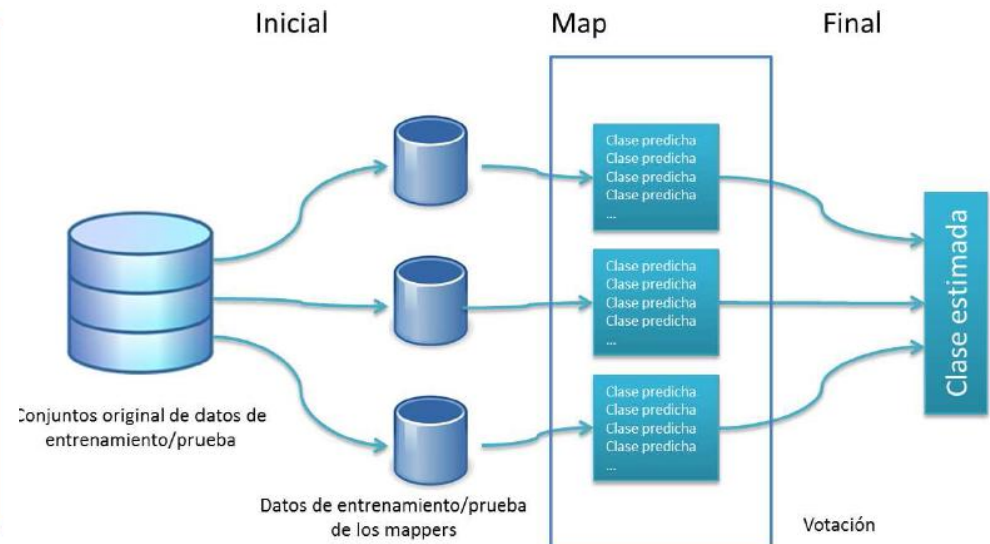 Inicial
Map
Final
Clase predicha
Clase predicha
Clase predicha
Clase predicha
...
Clase predicha
Clase predicha
Clase predicha
Clase predicha
...
Clase predicha
Clase predicha
Clase predicha
Clase predicha
...
Clase estimada
Conjuntos original de datos de
entrenamiento/prueba
Datos de entrenamiento/prueba
de los mappers
Votación